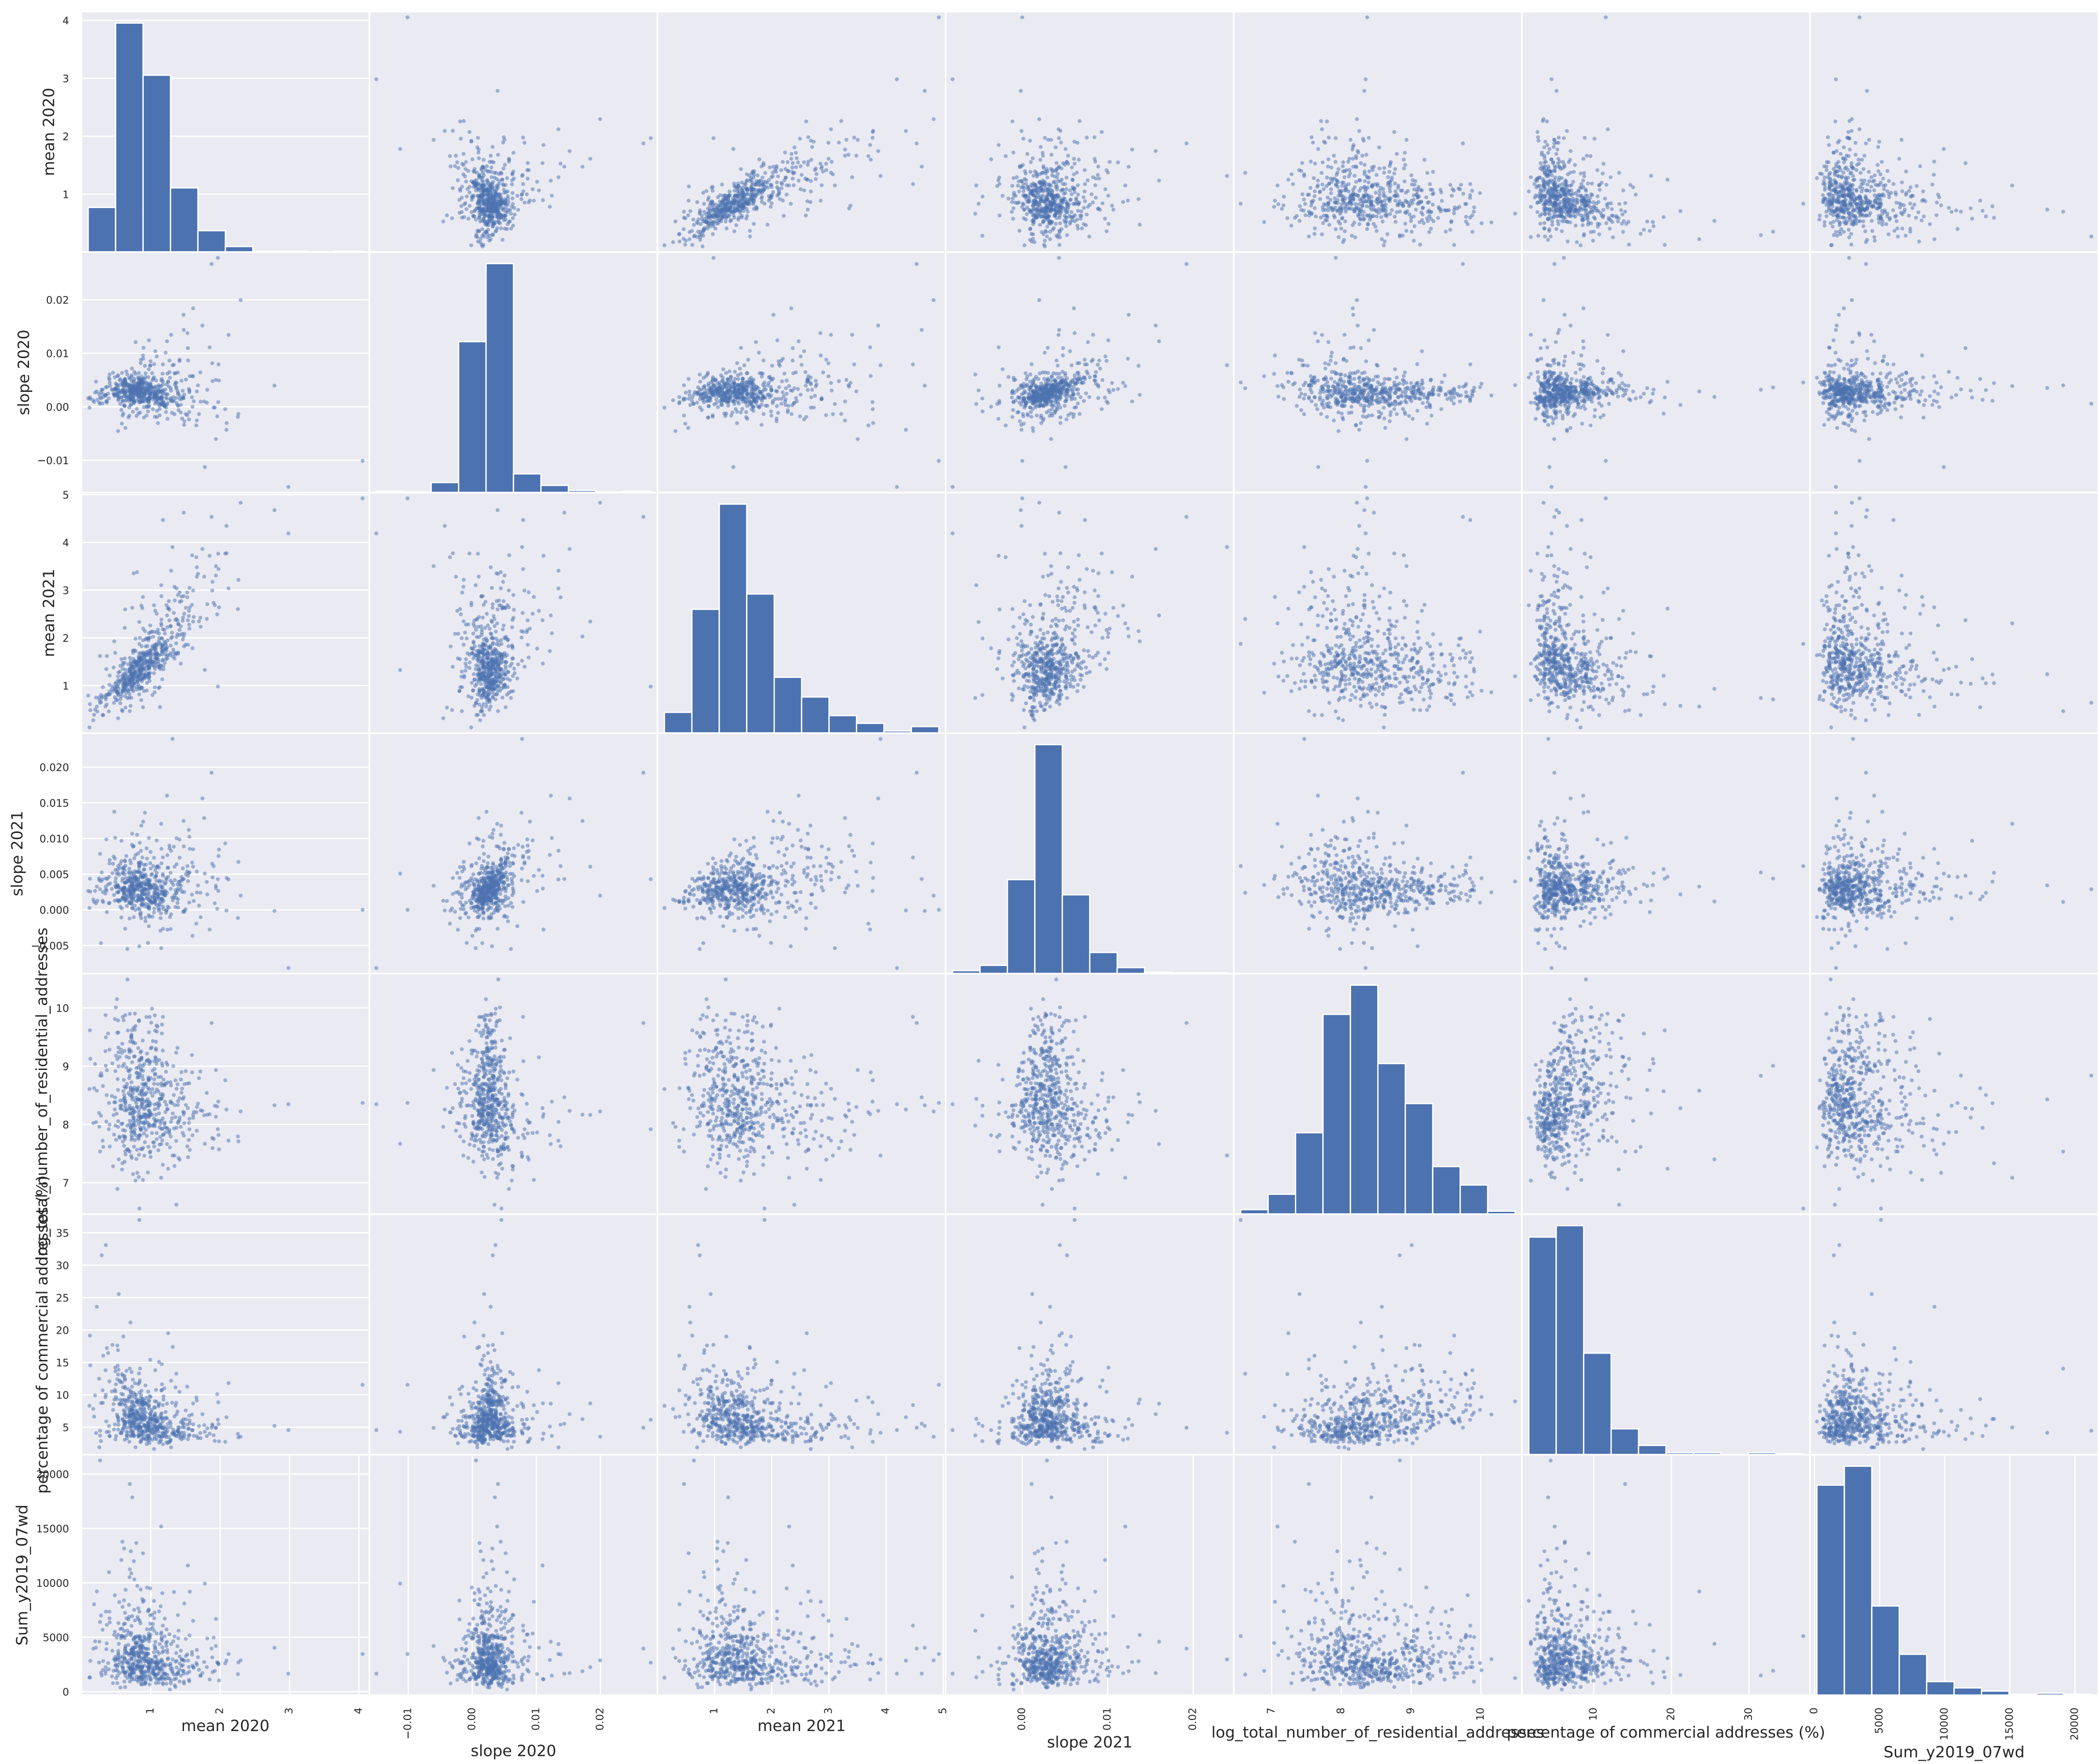 4
3
2
1
mean 2020
0.02
0.01
0.00
−0.01
slope 2020
5
4
3
2
1
mean 2021
0.020
0.015
0.010
0.005
0.000
−0.005
slope 2021
10
9
8
7
log_total_number_of_residential_addresses
35
30
25
20
15
10
5
percentage of commercial addresses (%)
20000
15000
10000
5000
0
Sum_y2019_07wd
1 2 3 4
mean 2020
−0.01 0.00 0.01 0.02
slope 2020
1 2 3 4 5
mean 2021
0.00 0.01 0.02
slope 2021
7 8 9 10
log_total_number_of_residential_addresses
10 20 30
percentage of commercial addresses (%)
0 5000 10000 15000 20000
Sum_y2019_07wd